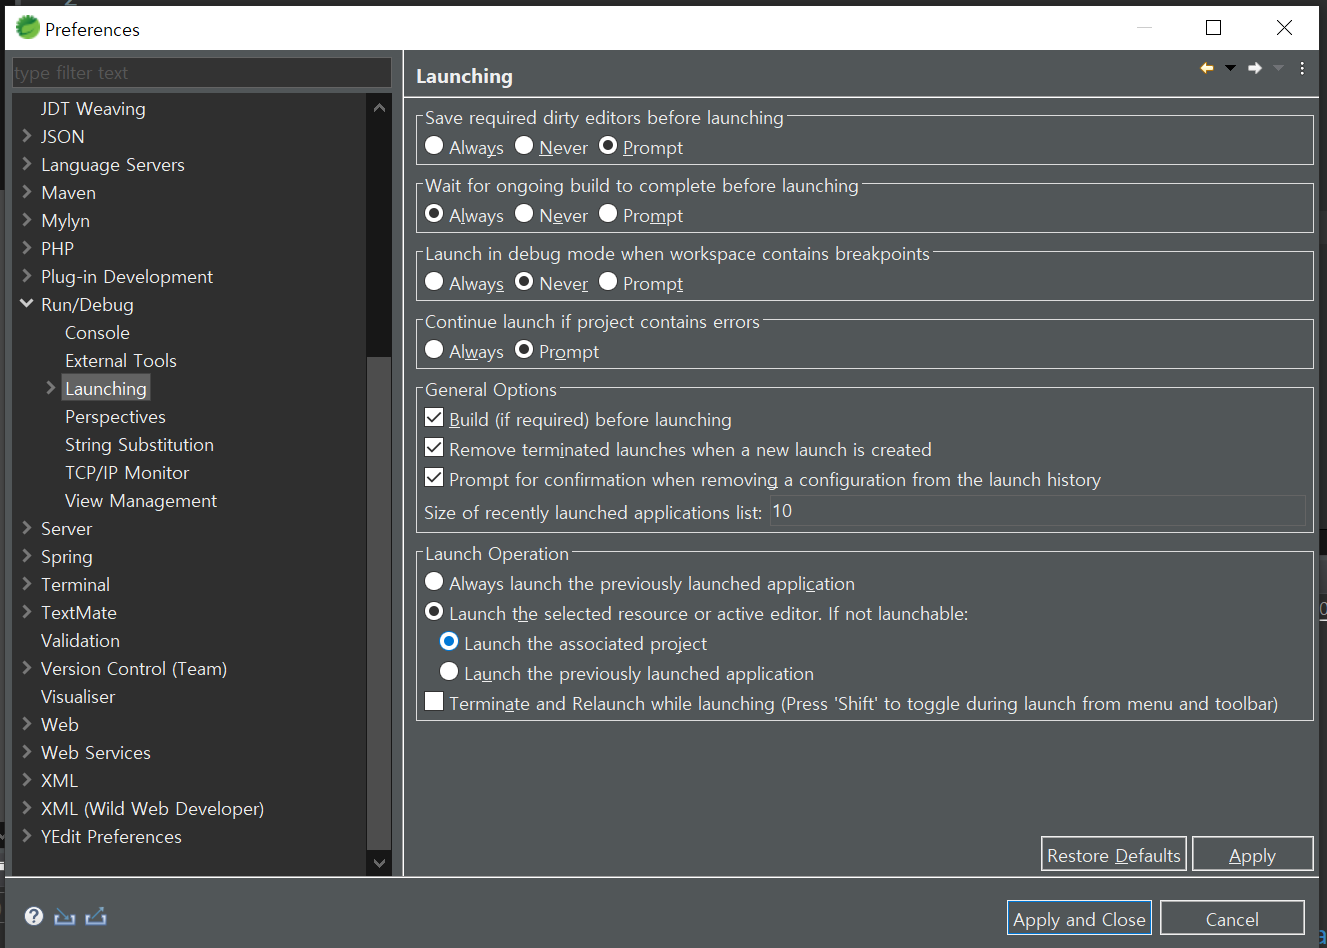 Preferences
type filter text
JDT Weaving
JSON
Language Servers
Maven
Mylyn
PHP
Plug-in Development
Run/Debug
Console
External Tools
Launching
Perspectives
String Substitution
TCP/IP Monitor
View Management
Server
Spring
Terminal
TextMate
Validation
Version Control (Team)
Visualiser
Web
Web Services
XML
XML (Wild Web Developer)
YEdit Preferences
Launching
Save required dirty editors before launching
Always Never Prompt
Wait for ongoing build to complete before launching
Always Never Prompt
Launch in debug mode when workspace contains breakpoints
Always Never Prompt
Continue launch if project contains errors
Always Prompt
General Options
Build (if required) before launching
Remove terminated launches when a new launch is created
Prompt for confirmation when removing a configuration from the launch history
Size of recently launched applications list: 10
Launch Operation
Always launch the previously launched application
Launch the selected resource or active editor. If not launchable:
Launch the associated project
Launch the previously launched application
Terminate and Relaunch while launching (Press 'Shift' to toggle during launch from menu and toolbar)
Restore Defaults Apply
Apply and Close Cancel